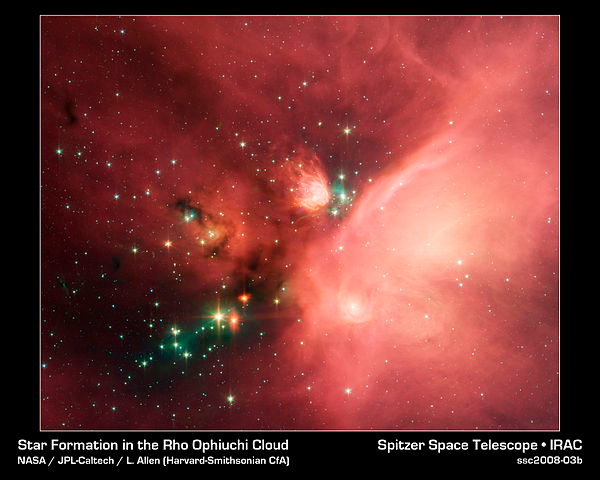 Star Formation in the Rho Ophiuchi Cloud
Spitzer Space Telescope • IRAC
NASA / JPL-Caltech / L. Allen (Harvard-Smithsonian CfA)
ssc2008-03b